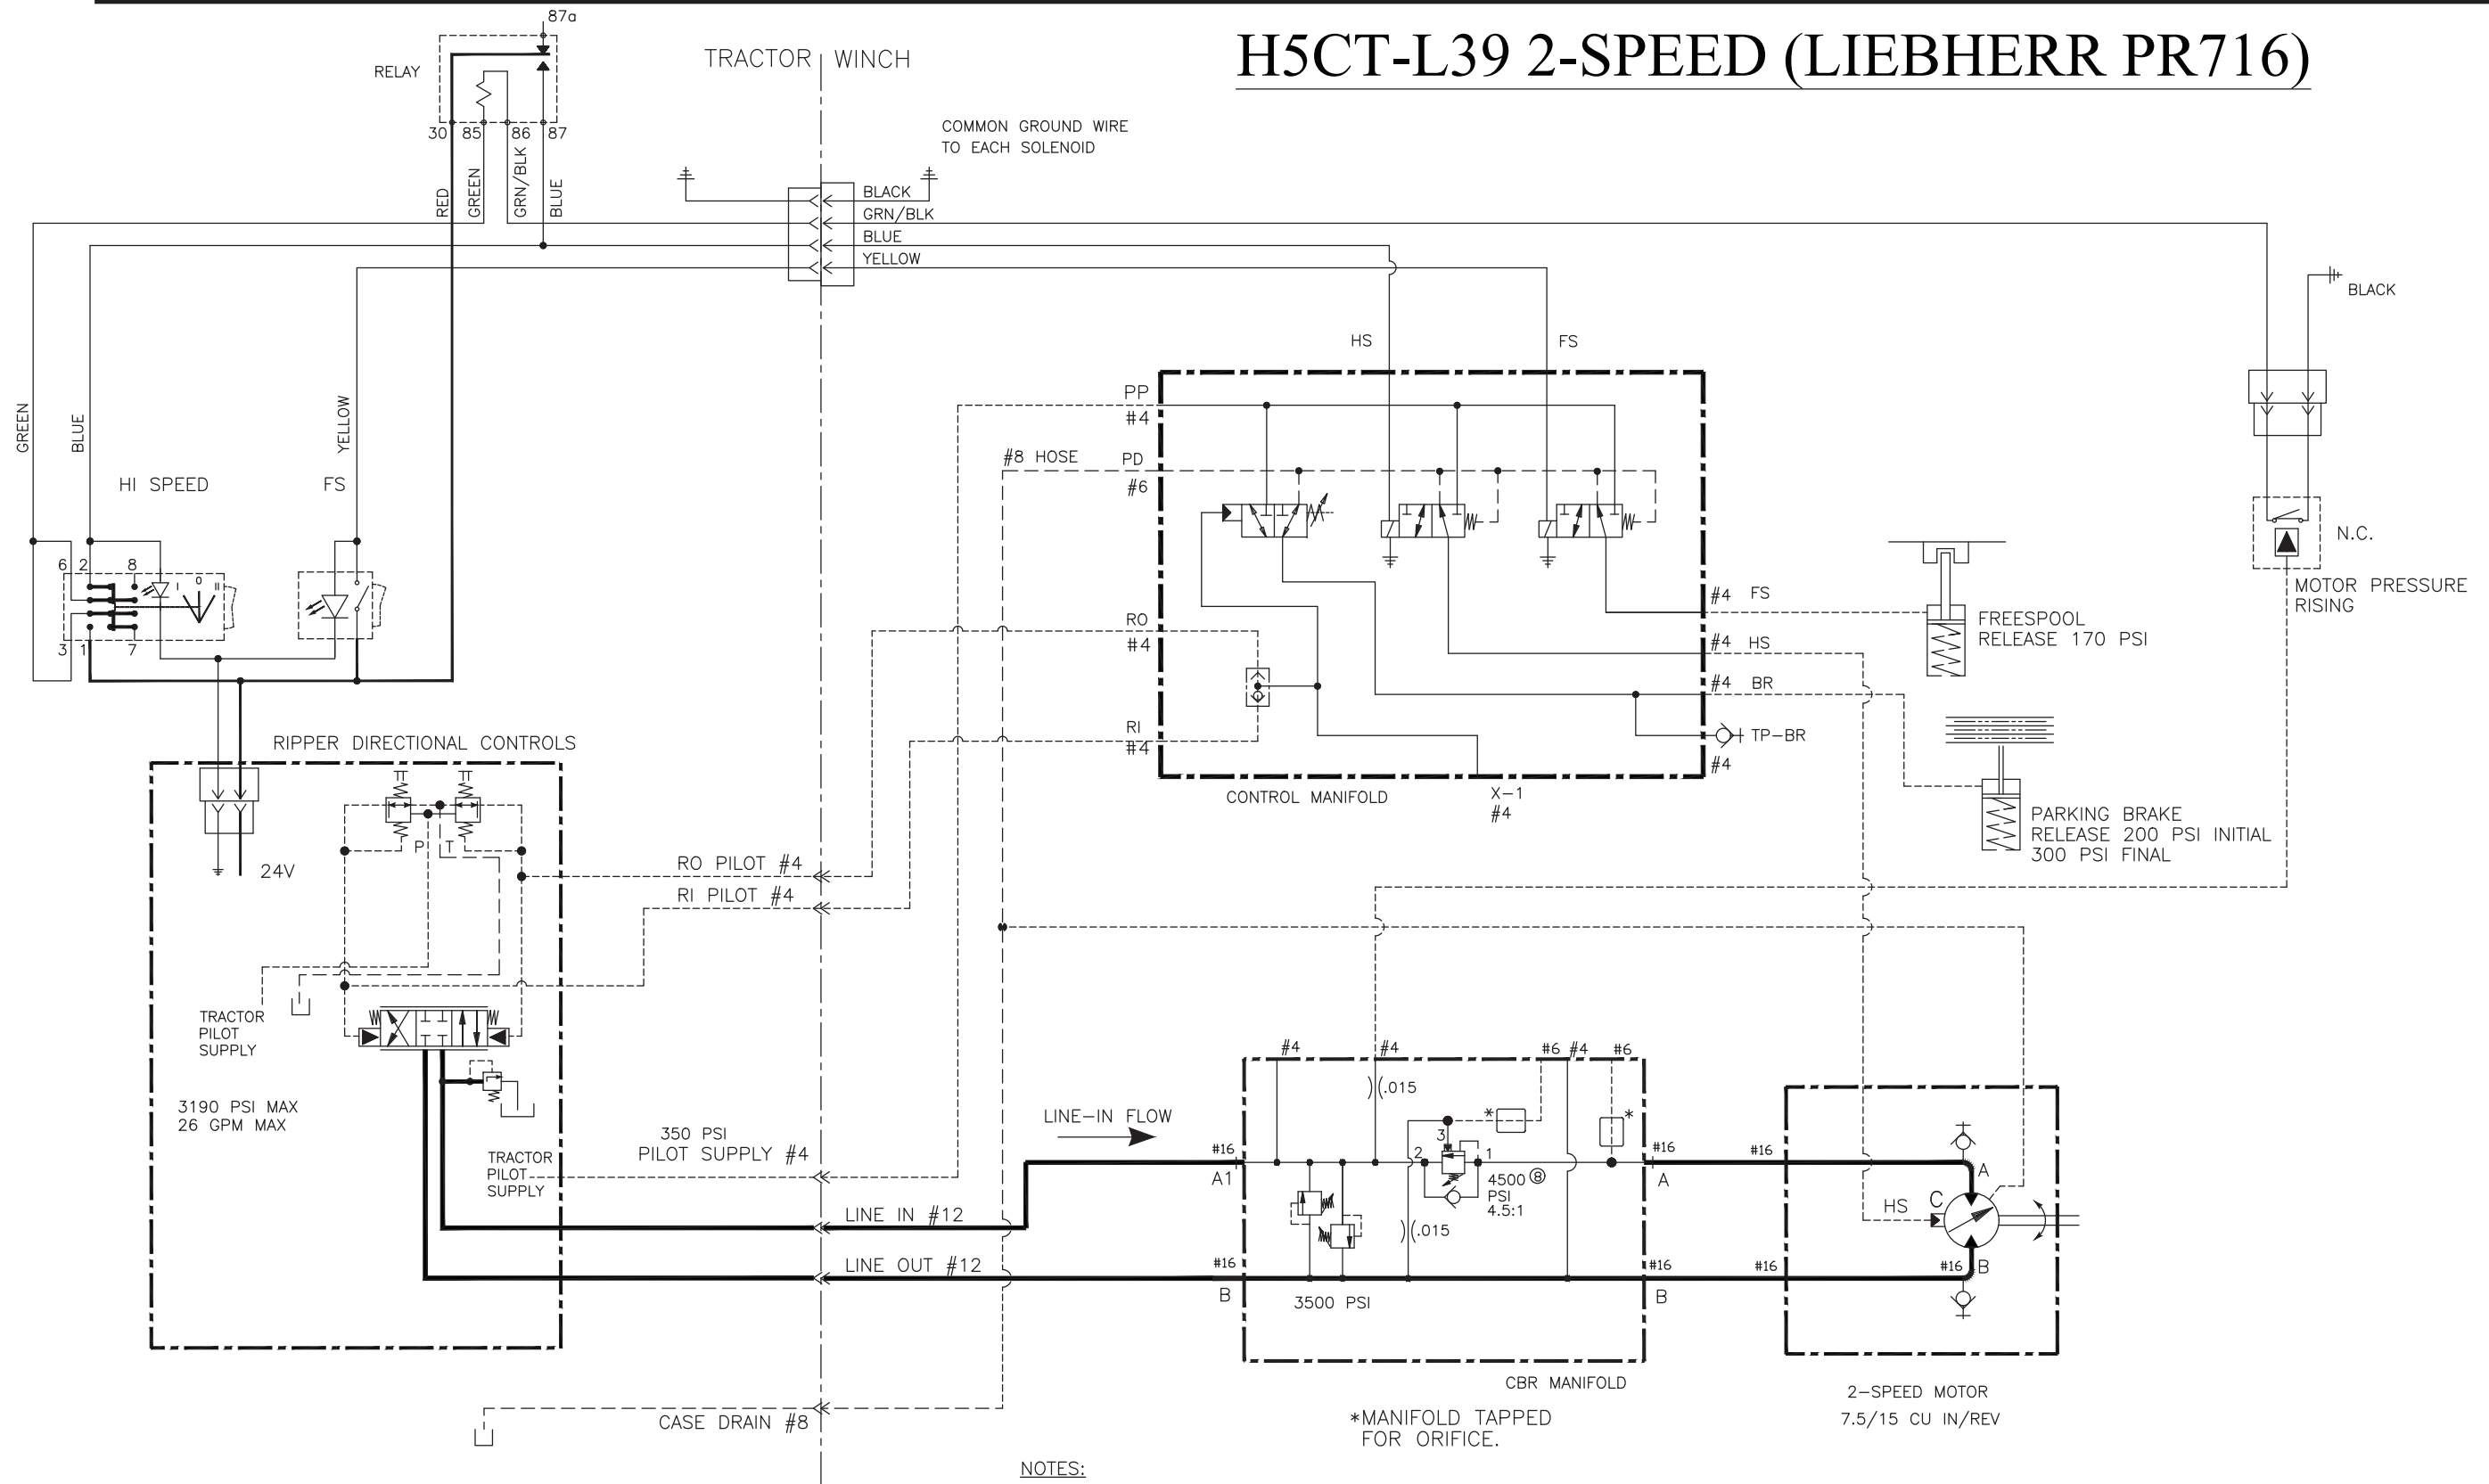 H5CT-L39 2-SPEED (LIEBHERR PR716)
87a
RELAY
30 85 86 87
RED
GREEN
GRN/BLK
BLUE
TRACTOR
WINCH
COMMON GROUND WIRE
TO EACH SOLENOID
BLACK
GRN/BLK
BLUE
YELLOW
GREEN
BLUE
YELLOW
HI SPEED
FS
6 2 8
I 0 II
3 1 7
HS
FS
PP
#4
#8 HOSE PD
#6
RO
#4
RI
#4
CONTROL MANIFOLD
X-1
#4
#4 FS
#4 HS
#4 BR
TP-BR
#4
BLACK
N.C.
MOTOR PRESSURE
RISING
FREESPOOL
RELEASE 170 PSI
PARKING BRAKE
RELEASE 200 PSI INITIAL
300 PSI FINAL
RIPPER DIRECTIONAL CONTROLS
24V
P T
TRACTOR
PILOT
SUPPLY
3190 PSI MAX
26 GPM MAX
TRACTOR
PILOT
SUPPLY
RO PILOT #4
RI PILOT #4
350 PSI
PILOT SUPPLY #4
LINE IN #12
LINE OUT #12
CASE DRAIN #8
LINE-IN FLOW
#16
A1
#16
B
#4
#4
#6 #4 #6
).(.015
*
*
3
2
1
4500 ⑧
PSI
4.5:1
)(.015
3500 PSI
#16
A
#16
B
CBR MANIFOLD
*MANIFOLD TAPPED
FOR ORIFICE.
#16
A
HS C
#16
#16 B
2-SPEED MOTOR
7.5/15 CU IN/REV
NOTES: